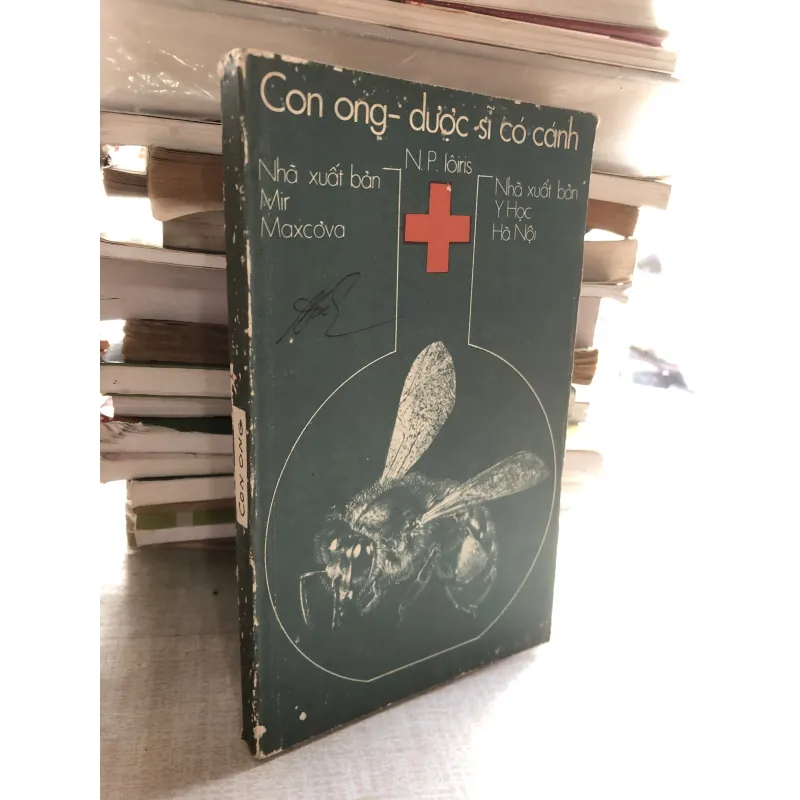 Con ong - dược sĩ có cánh
N.P. Iôiris
Nhà xuất bản
Mir
Maxcơva
Nhà xuất bản
Y Học
Hà Nội
CON ONG